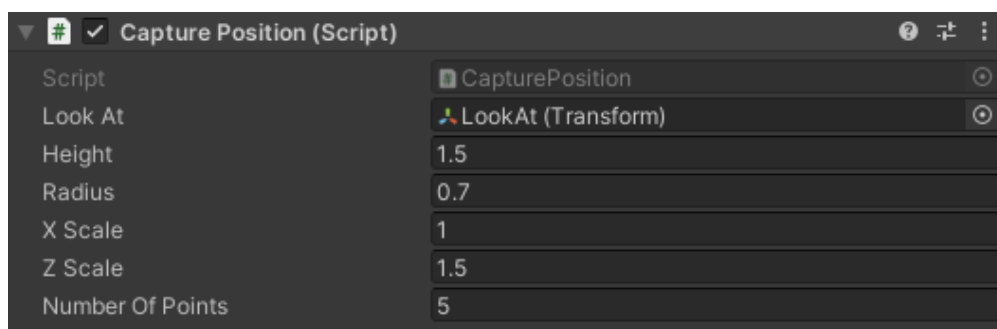 Capture Position (Script)
Script CapturePosition
Look At LookAt (Transform)
Height 1.5
Radius 0.7
X Scale 1
Z Scale 1.5
Number Of Points 5